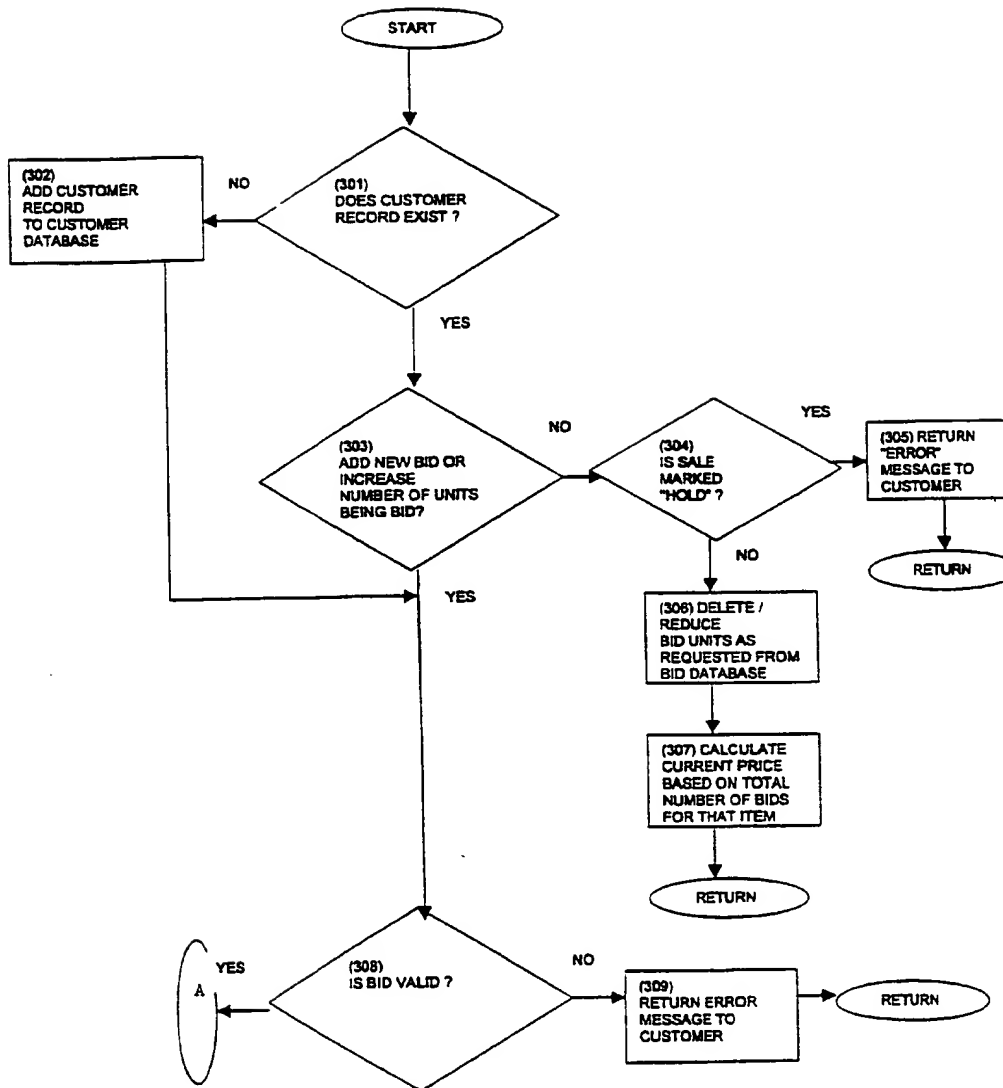 START
(301)
DOES CUSTOMER
RECORD EXIST ?
NO
(302)
ADD CUSTOMER
RECORD
TO CUSTOMER
DATABASE
YES
(303)
ADD NEW BID OR
INCREASE
NUMBER OF UNITS
BEING BID?
NO
(304)
IS SALE
MARKED
"HOLD" ?
YES
(305) RETURN
"ERROR"
MESSAGE TO
CUSTOMER
RETURN
NO
(306) DELETE /
REDUCE
BID UNITS AS
REQUESTED FROM
BID DATABASE
(307) CALCULATE
CURRENT PRICE
BASED ON TOTAL
NUMBER OF BIDS
FOR THAT ITEM
RETURN
YES
(308)
IS BID VALID ?
YES
A
NO
(309)
RETURN ERROR
MESSAGE TO
CUSTOMER
RETURN